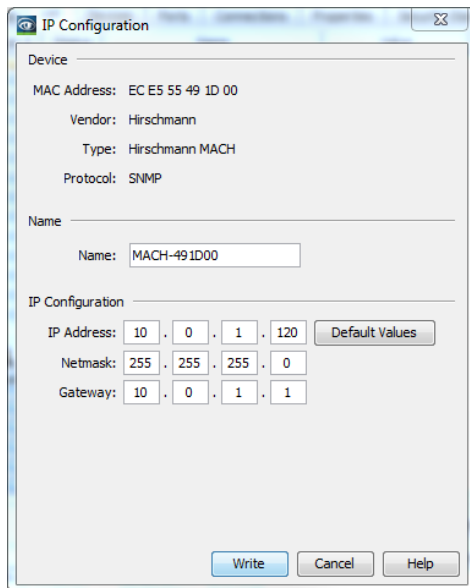 IP Configuration
Device
MAC Address: EC E5 55 49 1D 00
Vendor: Hirschmann
Type: Hirschmann MACH
Protocol: SNMP
Name
Name: MACH-491D00
IP Configuration
IP Address: 10 . 0 . 1 . 120 Default Values
Netmask: 255 . 255 . 255 . 0
Gateway: 10 . 0 . 1 . 1
Write Cancel Help